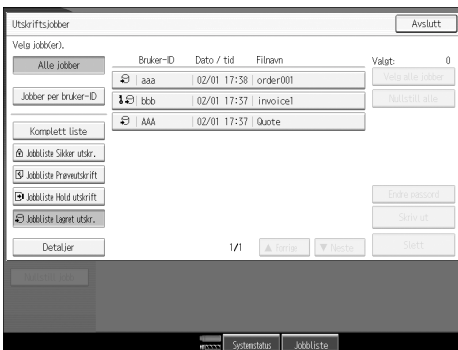 Utskriftsjobber
Avslutt
Velg jobb(er).
Alle jobber
Bruker-ID Dato / tid Filnavn
Valgt: 0
aaa 02/01 17:38 order001
Velg alle jobber
Jobber per bruker-ID
bbb 02/01 17:37 invoice1
Nullstill alle
AAA 02/01 17:37 Quote
Komplett liste
Jobbliste Sikker utskr.
Jobbliste Prøveutskrift
Jobbliste Hold utskrift
Endre passord
Jobbliste Lagret utskr.
Skriv ut
Detaljer
1/1
▲ Forrige
▼ Neste
Slett
Systemstatus
Jobbliste